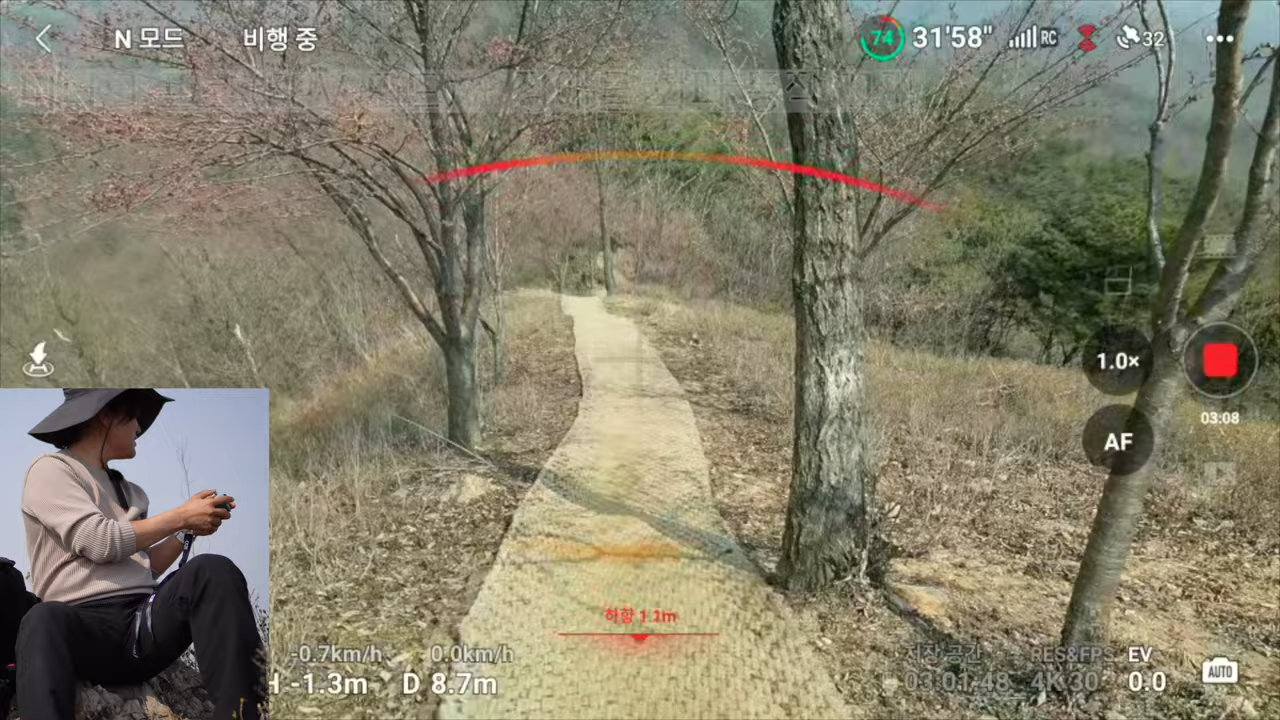 N 모드
비행 중
74
31'58"
RC
32
1.0×
03:08
AF
하향 1.1m
-0.7km/h
0.0km/h
H -1.3m
D 8.7m
저장 공간
RES&FPS
EV
03:01:48
4K 30
0.0
AUTO